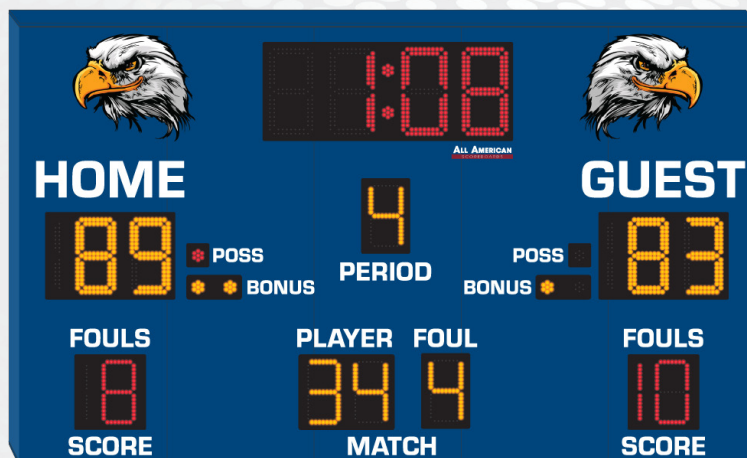 1:08
ALL AMERICAN
SCOREBOARDS
HOME
GUEST
89
4
83
POSS
POSS
BONUS
PERIOD
BONUS
FOULS
PLAYER FOUL
FOULS
8
34 4
10
SCORE
MATCH
SCORE